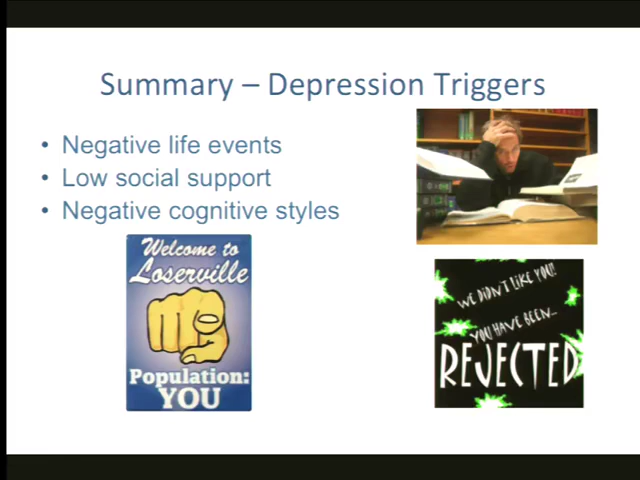 Summary – Depression Triggers
• Negative life events
• Low social support
• Negative cognitive styles
Welcome to
Loserville
Population:
YOU
WE DIDN'T LIKE YOU!!
YOU HAVE BEEN...
REJECTED